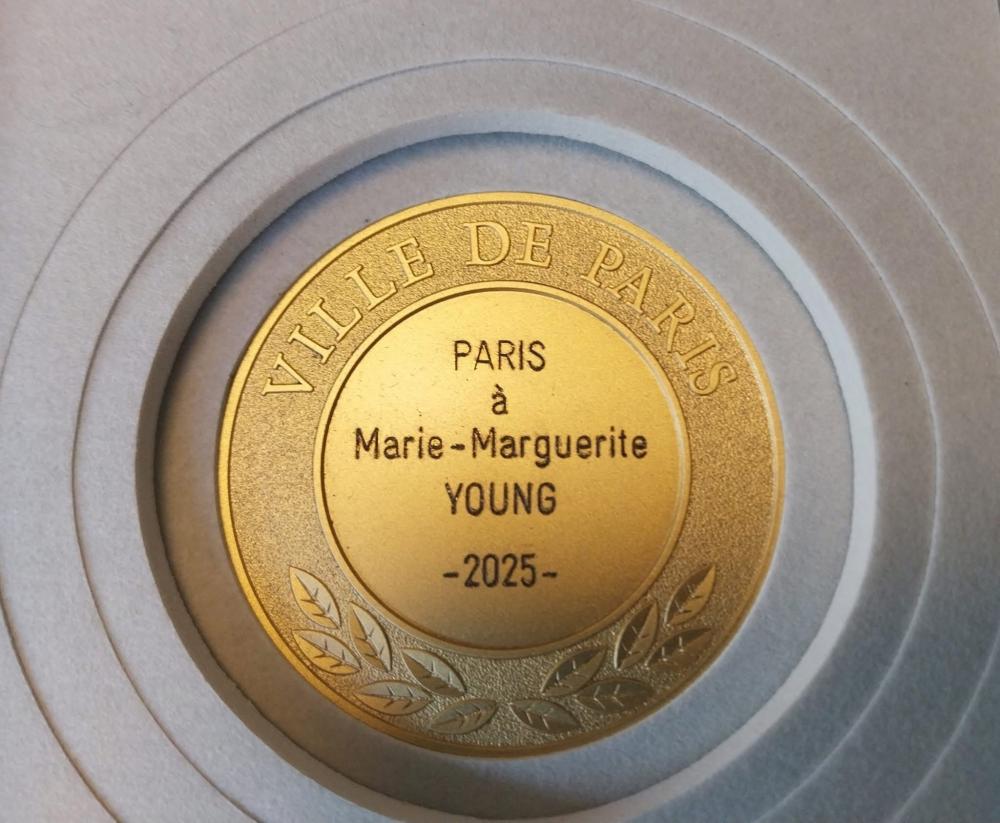 VILLE DE PARIS
PARIS
à
Marie-Marguerite
YOUNG
-2025-